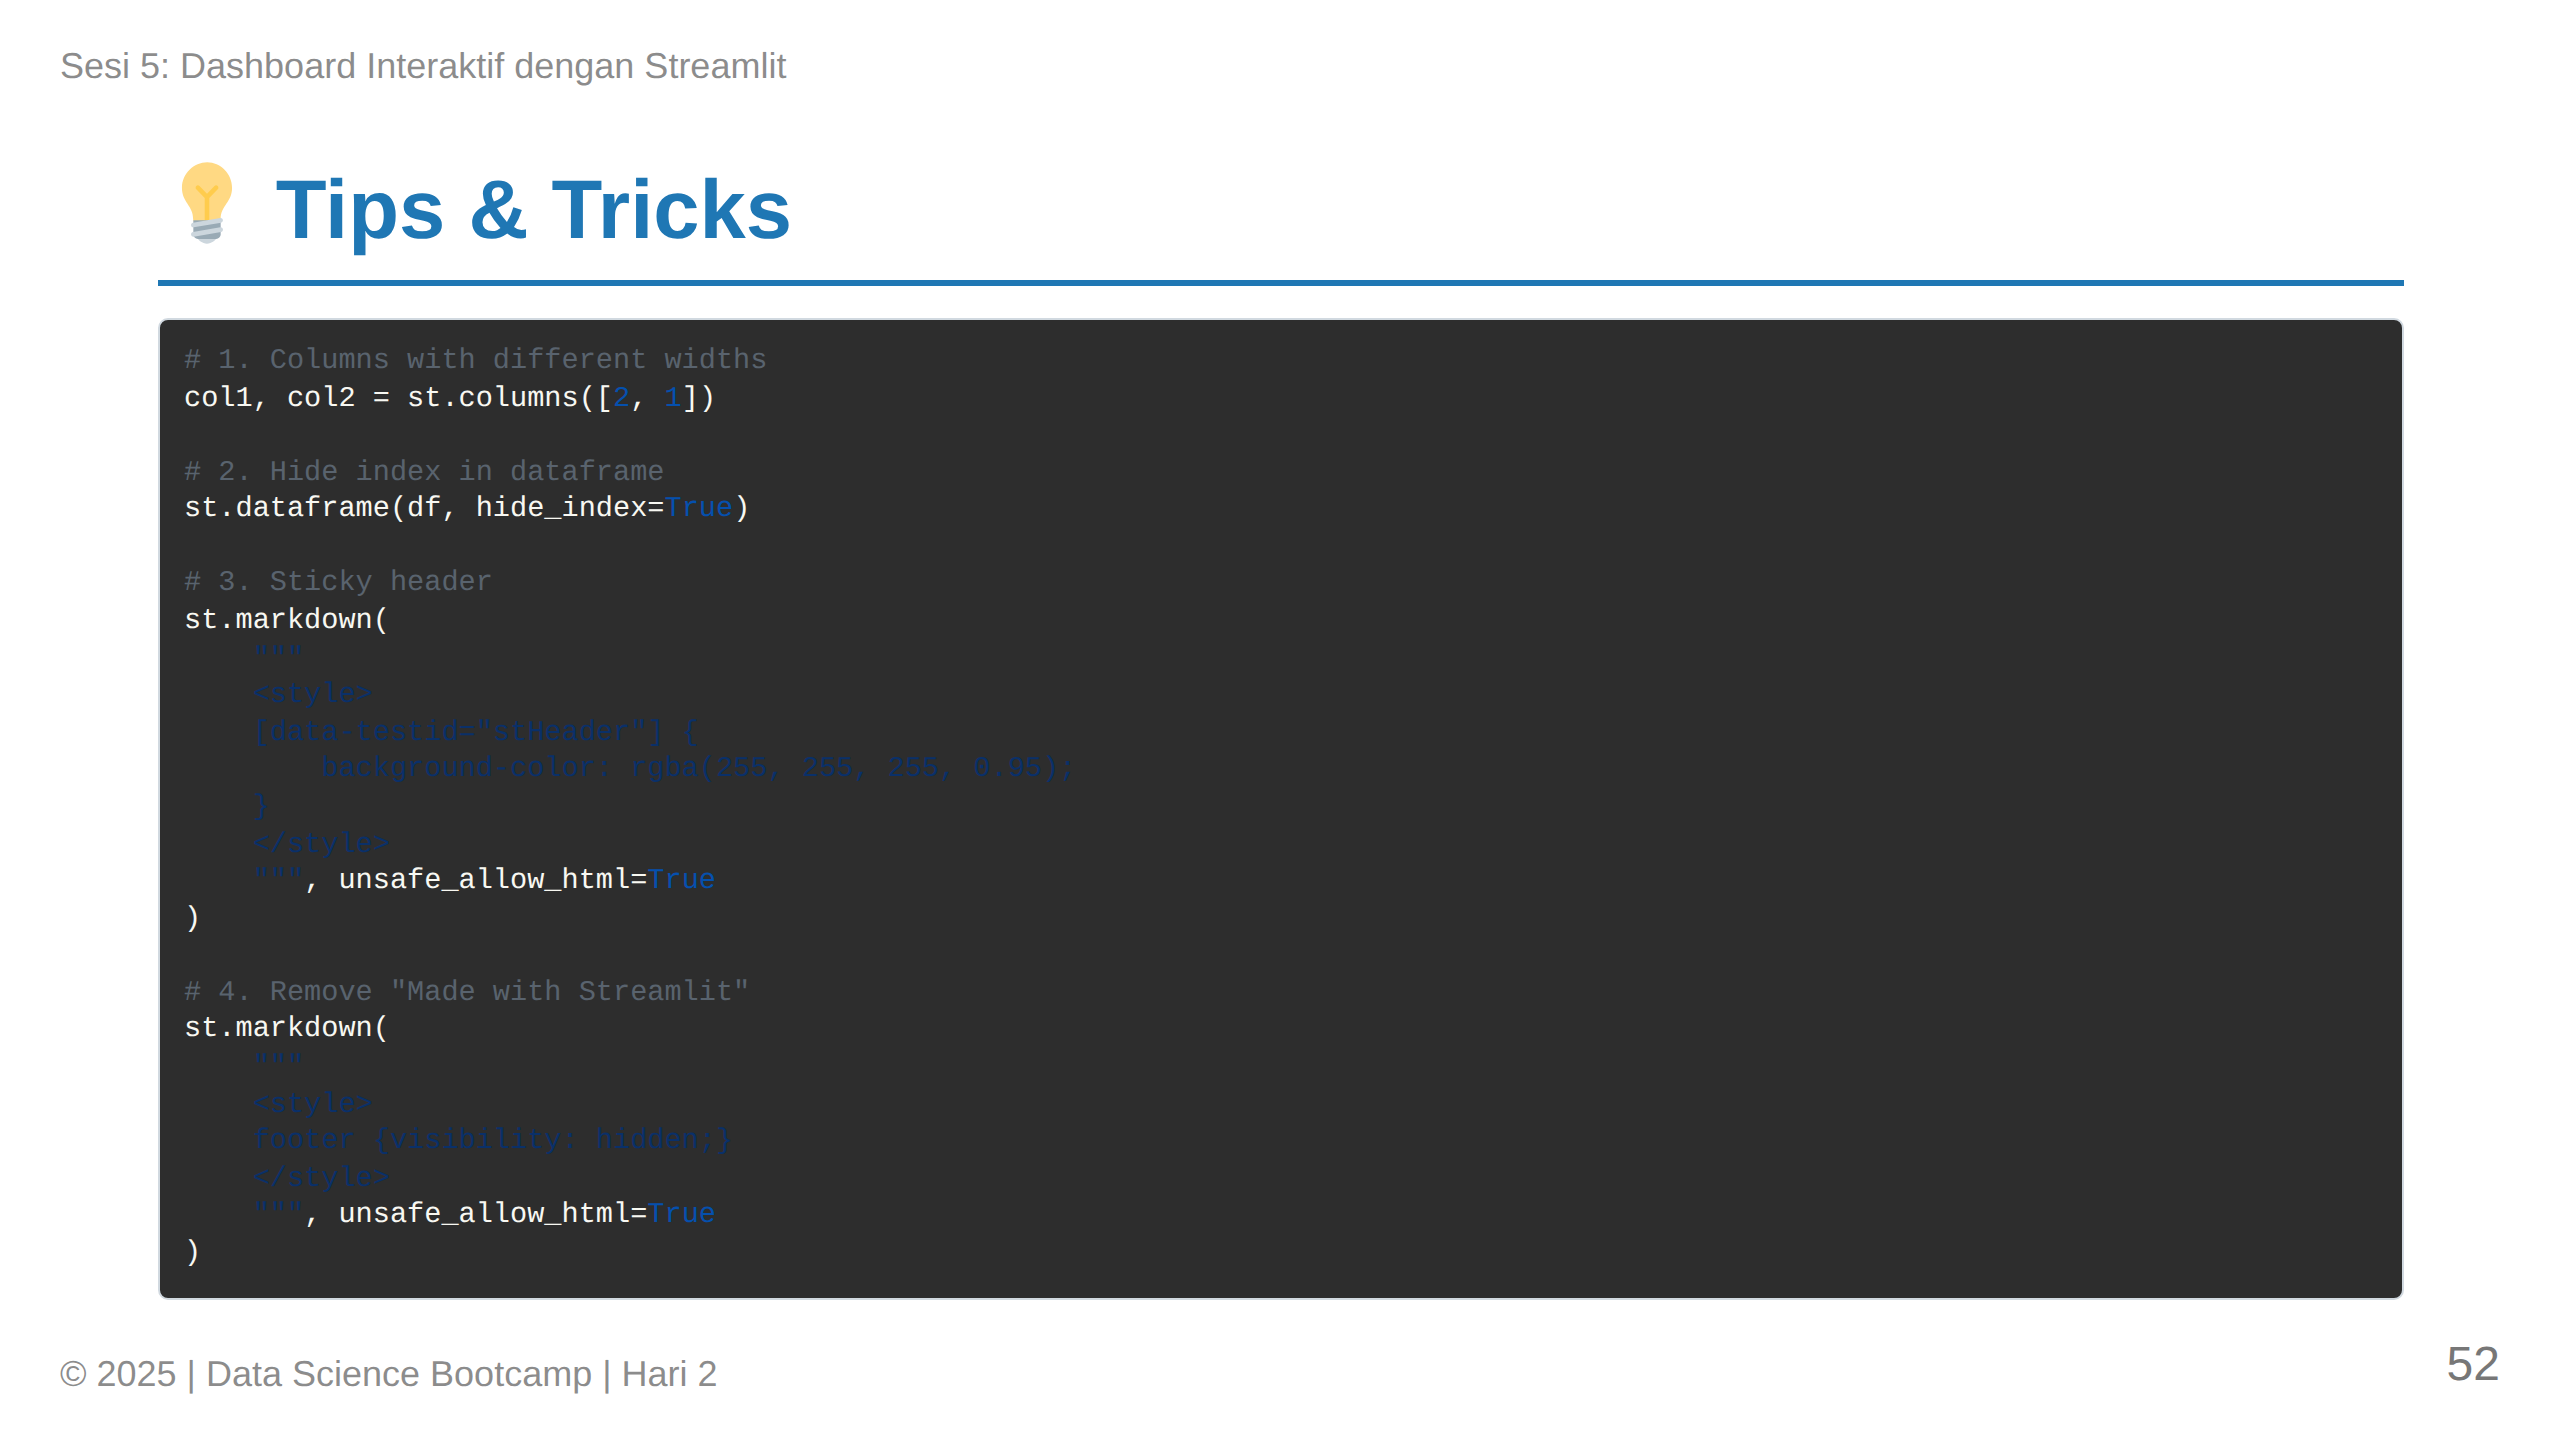 Sesi 5: Dashboard Interaktif dengan Streamlit
💡 Tips & Tricks
# 1. Columns with different widths
col1, col2 = st.columns([2, 1])
# 2. Hide index in dataframe
st.dataframe(df, hide_index=True)
# 3. Sticky header
st.markdown(
    """
    <style>
    [data-testid="stHeader"] {
        background-color: rgba(255, 255, 255, 0.95);
    }
    </style>
    """, unsafe_allow_html=True
)
# 4. Remove "Made with Streamlit"
st.markdown(
    """
    <style>
    footer {visibility: hidden;}
    </style>
    """, unsafe_allow_html=True
)
© 2025 | Data Science Bootcamp | Hari 2
52